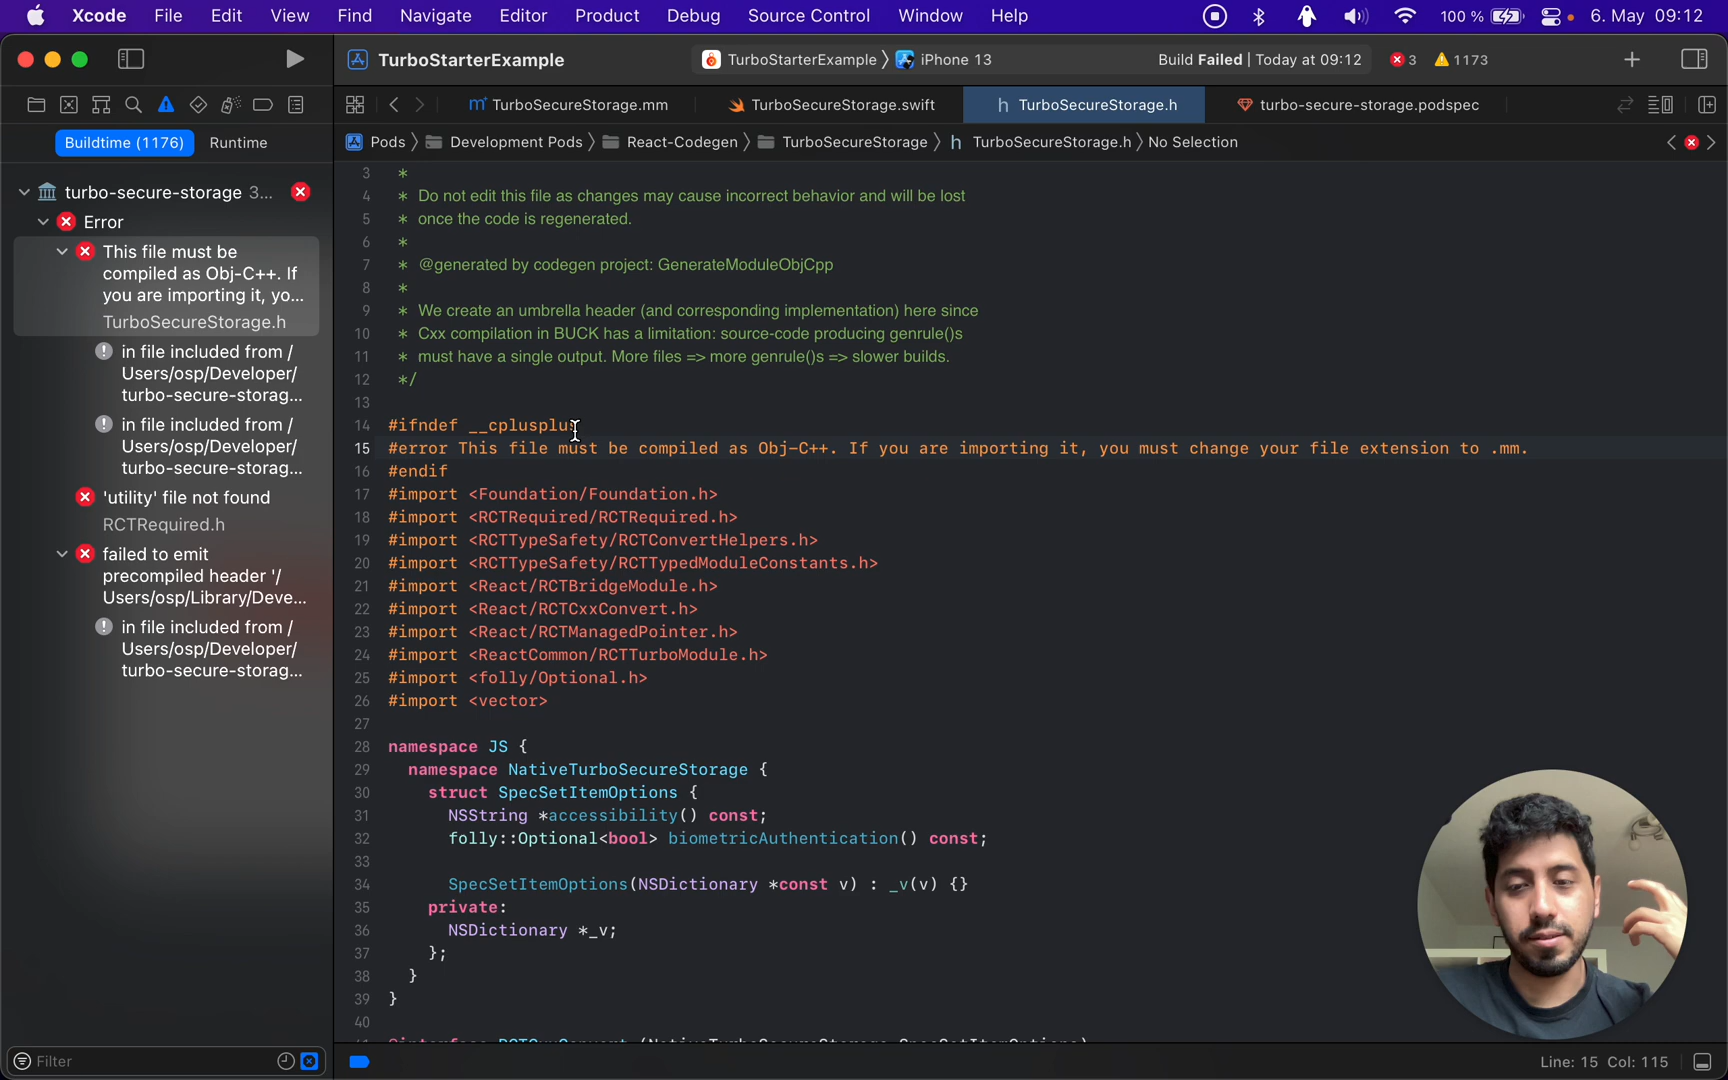 Xcode File Edit View Find Navigate Editor Product Debug Source Control Window Help 100 % 6. May 09:12
TurboStarterExample TurboStarterExample iPhone 13 Build Failed | Today at 09:12 3 1173
TurboSecureStorage.mm TurboSecureStorage.swift TurboSecureStorage.h turbo-secure-storage.podspec
Buildtime (1176) Runtime
Pods Development Pods React-Codegen TurboSecureStorage TurboSecureStorage.h No Selection
turbo-secure-storage 3...
Error
This file must be
compiled as Obj-C++. If
you are importing it, yo...
TurboSecureStorage.h
in file included from /
Users/osp/Developer/
turbo-secure-storag...
in file included from /
Users/osp/Developer/
turbo-secure-storag...
'utility' file not found
RCTRequired.h
failed to emit
precompiled header '/
Users/osp/Library/Deve...
in file included from /
Users/osp/Developer/
turbo-secure-storag...
Filter
3 *
4 * Do not edit this file as changes may cause incorrect behavior and will be lost
5 * once the code is regenerated.
6 *
7 * @generated by codegen project: GenerateModuleObjCpp
8 *
9 * We create an umbrella header (and corresponding implementation) here since
10 * Cxx compilation in BUCK has a limitation: source-code producing genrule()s
11 * must have a single output. More files => more genrule()s => slower builds.
12 */
13
14 #ifndef __cplusplus
15 #error This file must be compiled as Obj-C++. If you are importing it, you must change your file extension to .mm.
16 #endif
17 #import <Foundation/Foundation.h>
18 #import <RCTRequired/RCTRequired.h>
19 #import <RCTTypeSafety/RCTConvertHelpers.h>
20 #import <RCTTypeSafety/RCTTypedModuleConstants.h>
21 #import <React/RCTBridgeModule.h>
22 #import <React/RCTCxxConvert.h>
23 #import <React/RCTManagedPointer.h>
24 #import <ReactCommon/RCTTurboModule.h>
25 #import <folly/Optional.h>
26 #import <vector>
27
28 namespace JS {
29 namespace NativeTurboSecureStorage {
30 struct SpecSetItemOptions {
31 NSString *accessibility() const;
32 folly::Optional<bool> biometricAuthentication() const;
33
34 SpecSetItemOptions(NSDictionary *const v) : _v(v) {}
35 private:
36 NSDictionary *_v;
37 };
38 }
39 }
40
Line: 15 Col: 115